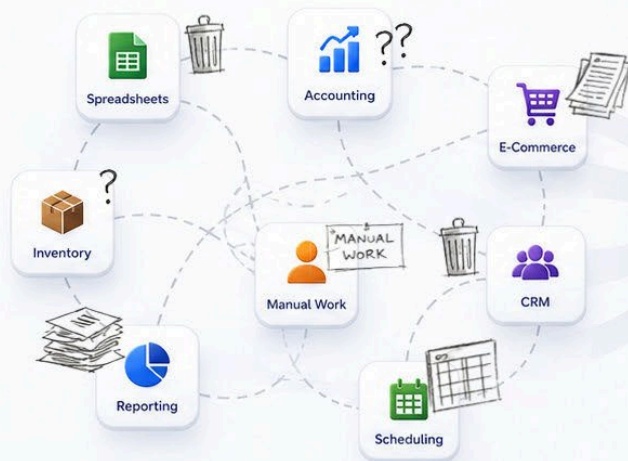 Spreadsheets
Accounting
??
E-Commerce
Inventory
?
MANUAL
WORK
Manual Work
CRM
Reporting
Scheduling